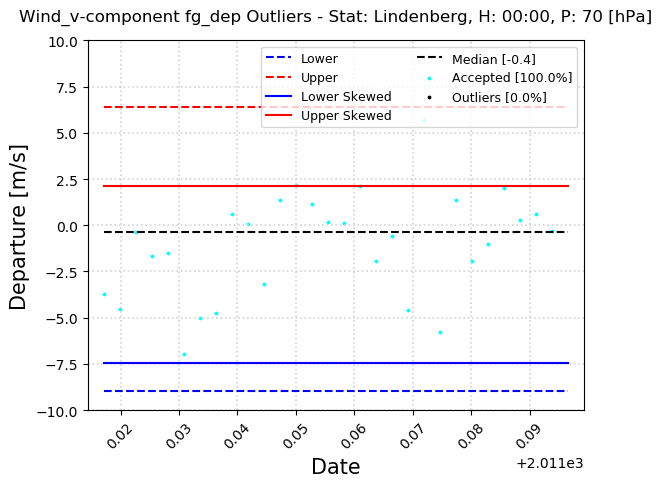 Wind_v-component fg_dep Outliers - Stat: Lindenberg, H: 00:00, P: 70 [hPa]
10.0
7.5
5.0
2.5
0.0
−2.5
−5.0
−7.5
−10.0
Departure [m/s]
Lower
Upper
Lower Skewed
Upper Skewed
Median [-0.4]
Accepted [100.0%]
Outliers [0.0%]
0.02 0.03 0.04 0.05 0.06 0.07 0.08 0.09
+2.011e3
Date